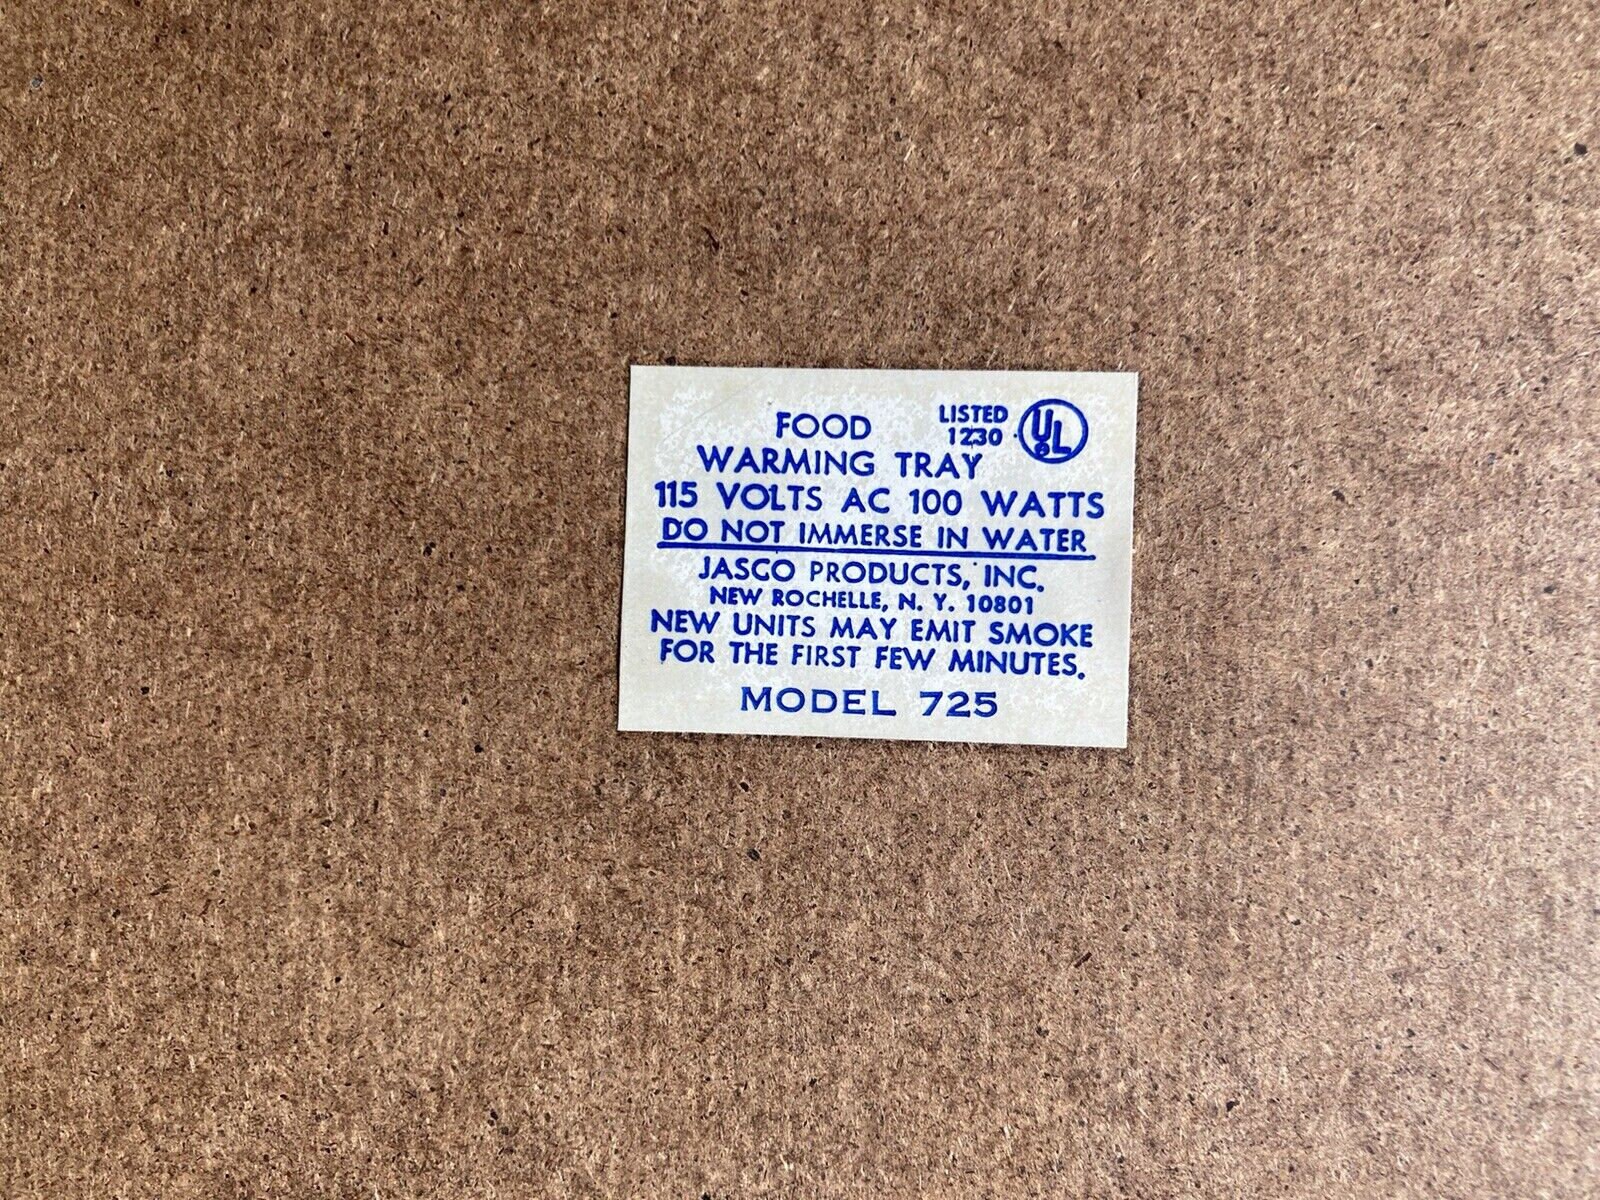 FOOD LISTED UL
WARMING TRAY 1230
115 VOLTS AC 100 WATTS
DO NOT IMMERSE IN WATER
JASCO PRODUCTS, INC.
NEW ROCHELLE, N. Y. 10801
NEW UNITS MAY EMIT SMOKE
FOR THE FIRST FEW MINUTES.
MODEL 725